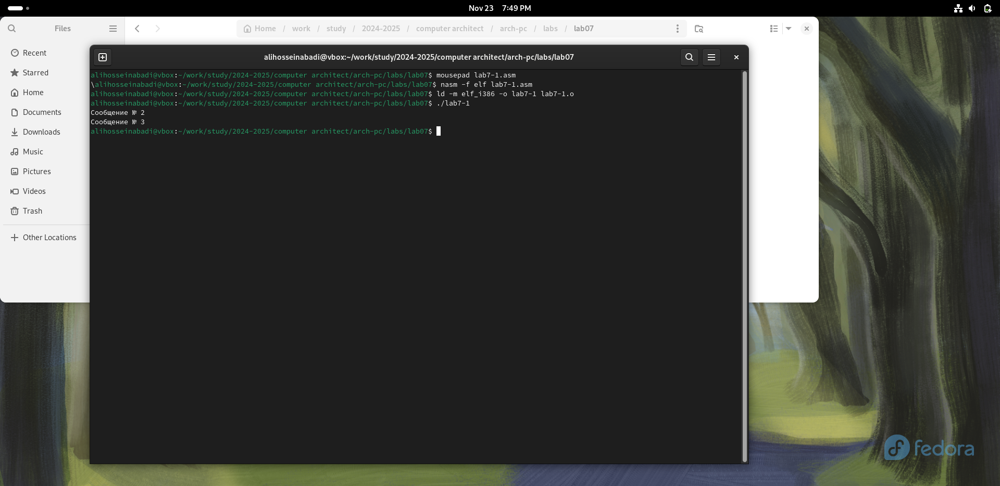 Nov 23 7:49 PM
Files
Home / work / study / 2024-2025 / computer architect / arch-pc / labs / lab07
Recent
Starred
Home
Documents
Downloads
Music
Pictures
Videos
Trash
Other Locations
alihosseinabadi@vbox:~/work/study/2024-2025/computer architect/arch-pc/labs/lab07
alihosseinabadi@vbox:~/work/study/2024-2025/computer architect/arch-pc/labs/lab07$ mousepad lab7-1.asm
\alihosseinabadi@vbox:~/work/study/2024-2025/computer architect/arch-pc/labs/lab07$ nasm -f elf lab7-1.asm
alihosseinabadi@vbox:~/work/study/2024-2025/computer architect/arch-pc/labs/lab07$ ld -m elf_i386 -o lab7-1 lab7-1.o
alihosseinabadi@vbox:~/work/study/2024-2025/computer architect/arch-pc/labs/lab07$ ./lab7-1
Сообщение № 2
Сообщение № 3
alihosseinabadi@vbox:~/work/study/2024-2025/computer architect/arch-pc/labs/lab07$
fedora